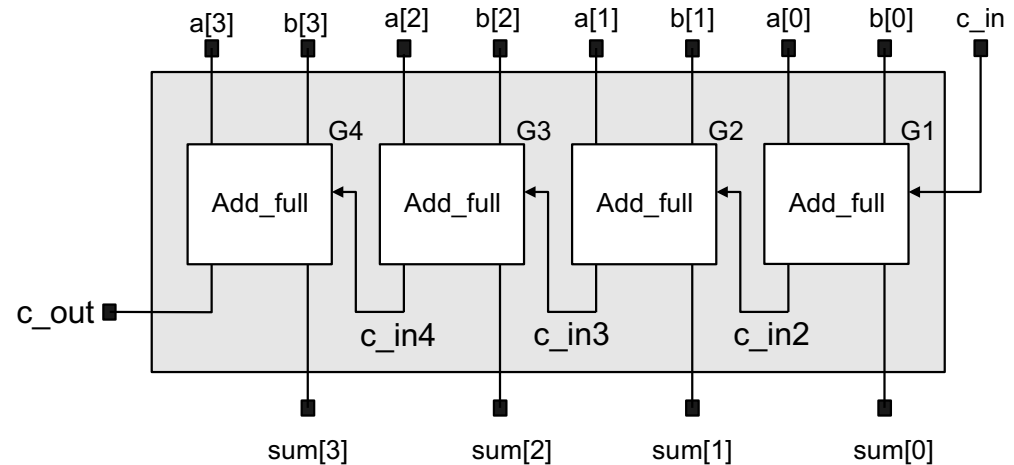 a[3] b[3] a[2] b[2] a[1] b[1] a[0] b[0] c_in
G4 G3 G2 G1
Add_full Add_full Add_full Add_full
c_out
c_in4 c_in3 c_in2
sum[3] sum[2] sum[1] sum[0]